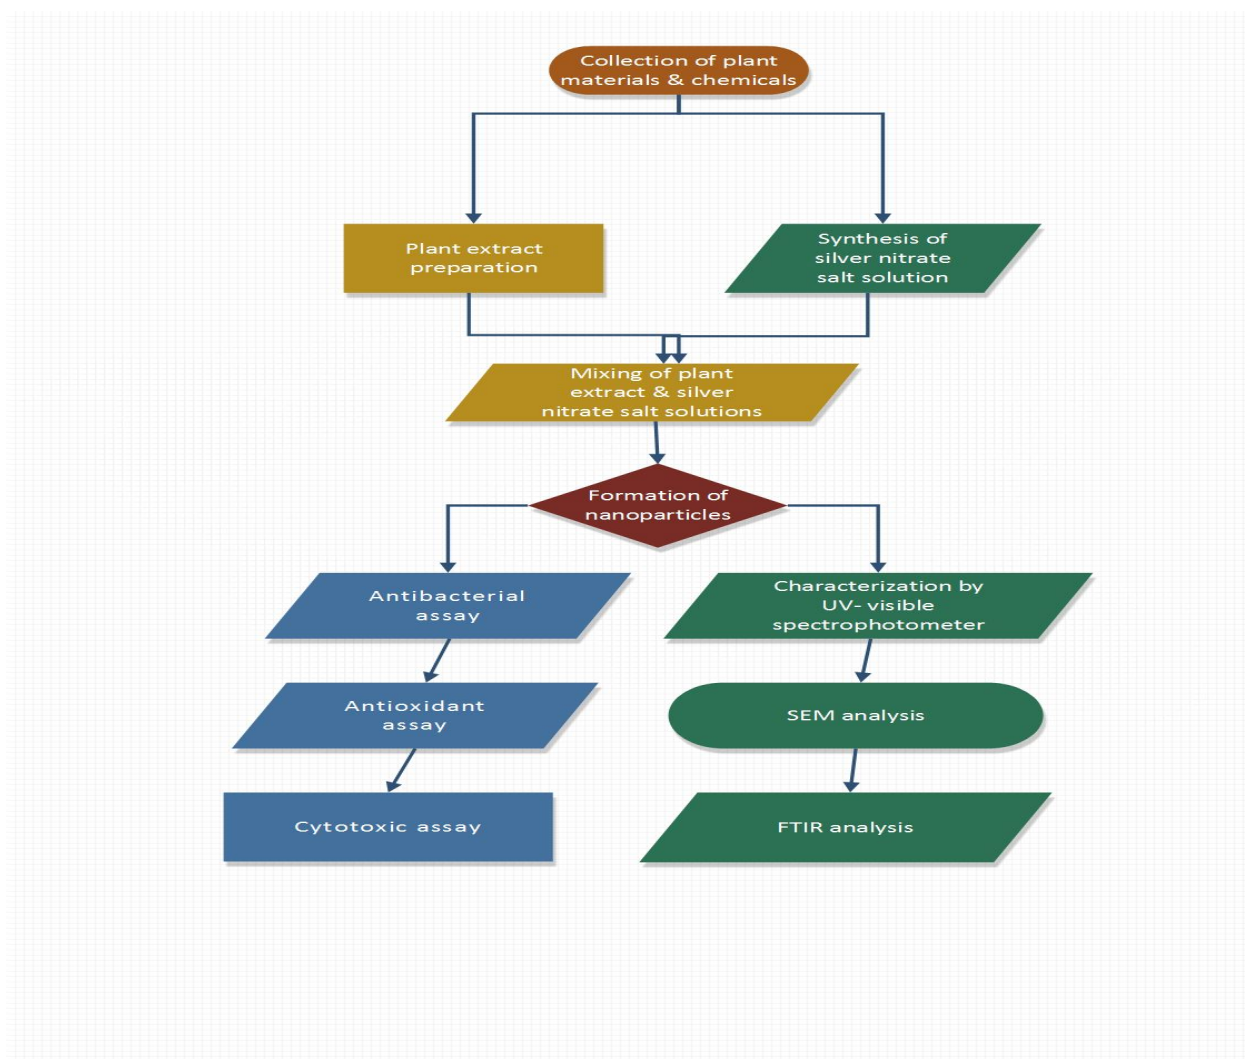 Collection of plant
materials & chemicals
Plant extract
preparation
Synthesis of
silver nitrate
salt solution
Mixing of plant
extract & silver
nitrate salt solutions
Formation of
nanoparticles
Antibacterial
assay
Characterization by
UV- visible
spectrophotometer
Antioxidant
assay
SEM analysis
Cytotoxic assay
FTIR analysis